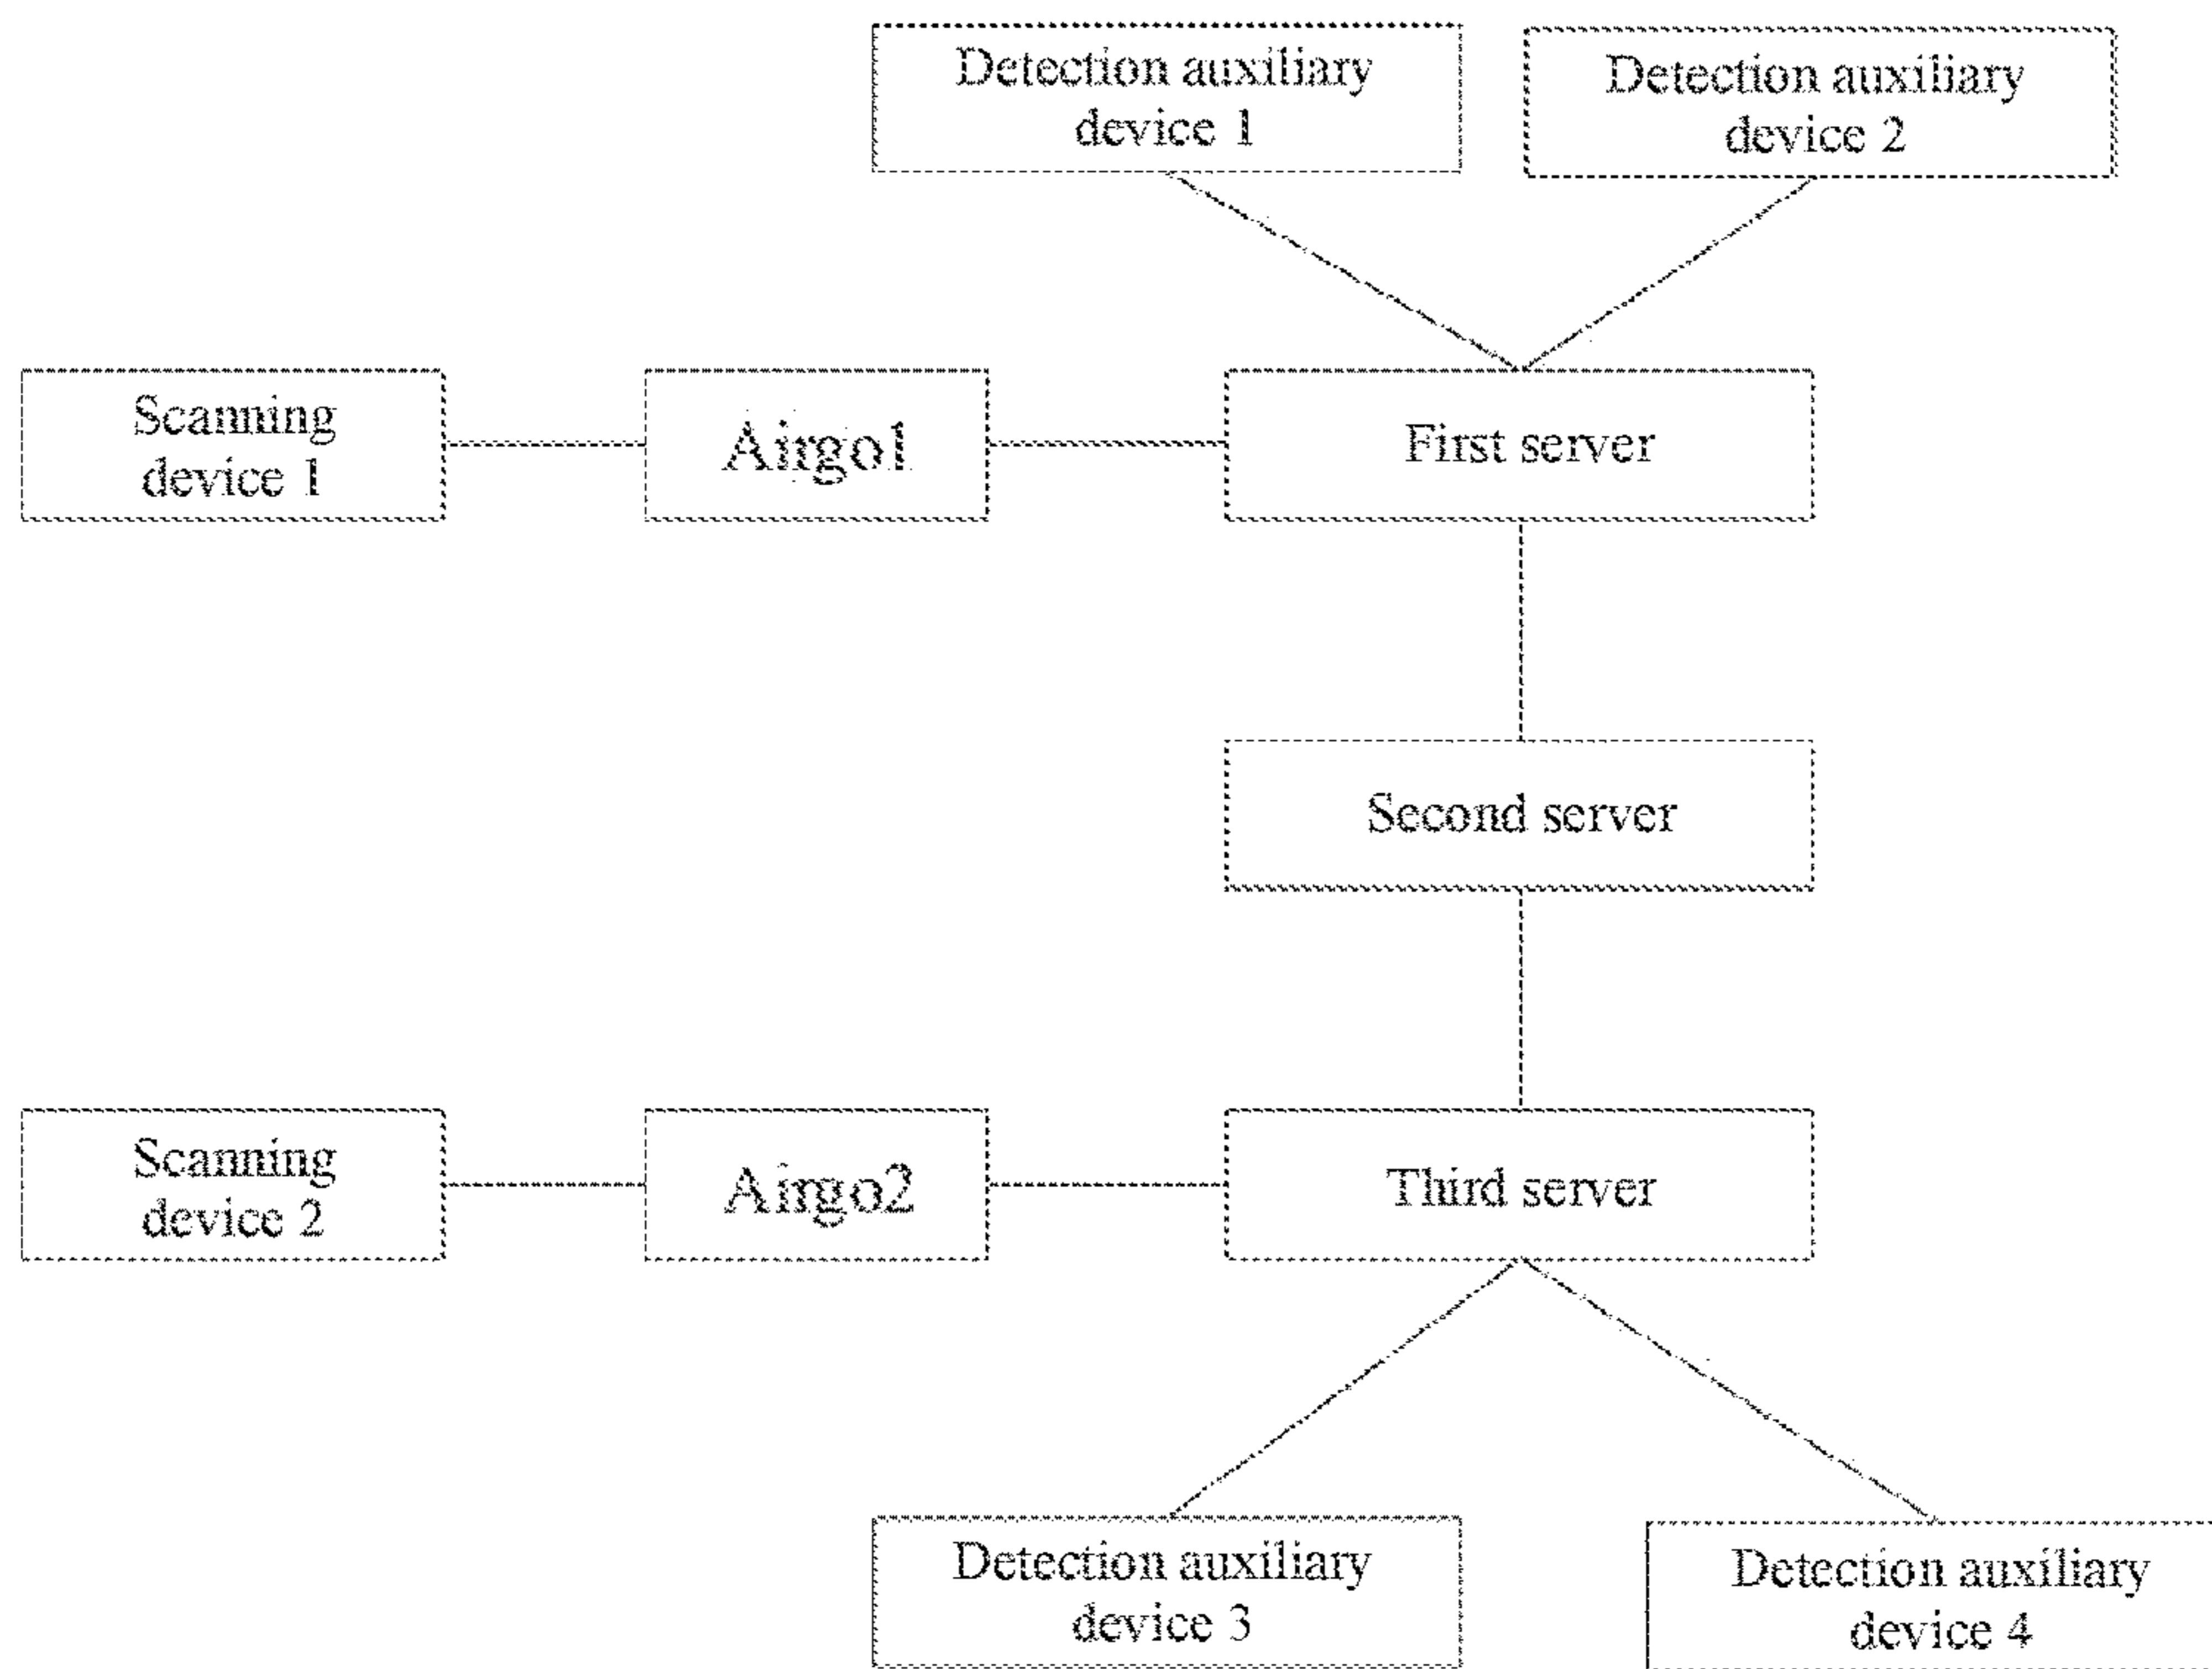 Detection auxiliary
device 1
Detection auxiliary
device 2
Scanning
device 1
Airgo1
First server
Second server
Scanning
device 2
Airgo2
Third server
Detection auxiliary
device 3
Detection auxiliary
device 4